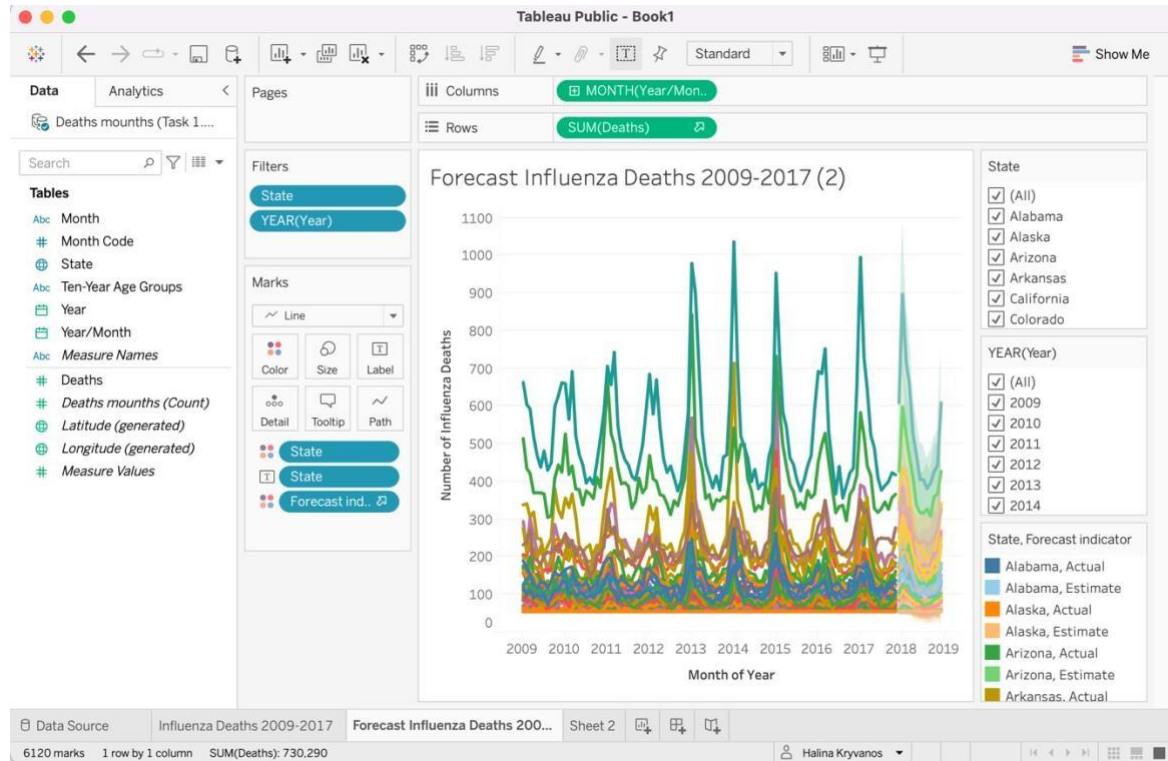 Tableau Public - Book1
Standard
Show Me
Data
Analytics
Deaths mounths (Task 1....
Search
Tables
Abc Month
# Month Code
State
Abc Ten-Year Age Groups
Year
Year/Month
Abc Measure Names
# Deaths
# Deaths mounths (Count)
Latitude (generated)
Longitude (generated)
# Measure Values
Pages
Filters
State
YEAR(Year)
Marks
Line
Color
Size
Label
Detail
Tooltip
Path
State
State
Forecast ind..
iii Columns
MONTH(Year/Mon..
Rows
SUM(Deaths)
Forecast Influenza Deaths 2009-2017 (2)
Number of Influenza Deaths
1100
1000
900
800
700
600
500
400
300
200
100
0
2009 2010 2011 2012 2013 2014 2015 2016 2017 2018 2019
Month of Year
State
(All)
Alabama
Alaska
Arizona
Arkansas
California
Colorado
YEAR(Year)
(All)
2009
2010
2011
2012
2013
2014
State, Forecast indicator
Alabama, Actual
Alabama, Estimate
Alaska, Actual
Alaska, Estimate
Arizona, Actual
Arizona, Estimate
Arkansas, Actual
Data Source
Influenza Deaths 2009-2017
Forecast Influenza Deaths 200...
Sheet 2
6120 marks 1 row by 1 column SUM(Deaths): 730,290
Halina Kryvanos